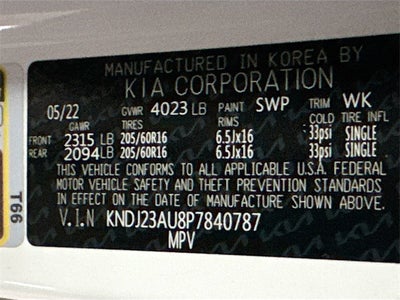 MANUFACTURED IN KOREA BY
KIA CORPORATION
05/22 GVWR 4023 LB PAINT SWP TRIM WK
GAWR TIRES RIMS COLD TIRE INFL
FRONT 2315 LB 205/60R16 6.5Jx16 33psi SINGLE
REAR 2094 LB 205/60R16 6.5Jx16 33psi SINGLE
THIS VEHICLE CONFORMS TO ALL APPLICABLE U.S.A. FEDERAL
MOTOR VEHICLE SAFETY AND THEFT PREVENTION STANDARDS
IN EFFECT ON THE DATE OF MANUFACTURE SHOWN ABOVE.
V.I.N KNDJ23AU8P7840787
MPV
T66